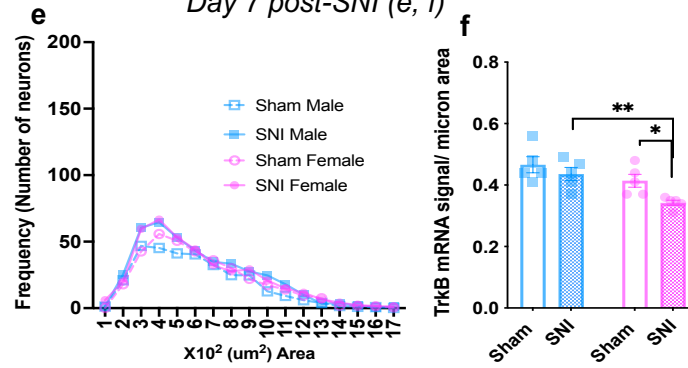 Day 7 post-SNI (e, f)
e
200
150
100
50
0
Frequency (Number of neurons)
Sham Male
SNI Male
Sham Female
SNI Female
1 2 3 4 5 6 7 8 9 10 11 12 13 14 15 16 17
X10² (um²) Area
f
0.8
0.6
0.4
0.2
0.0
TrkB mRNA signal/ micron area
**
*
Sham SNI Sham SNI